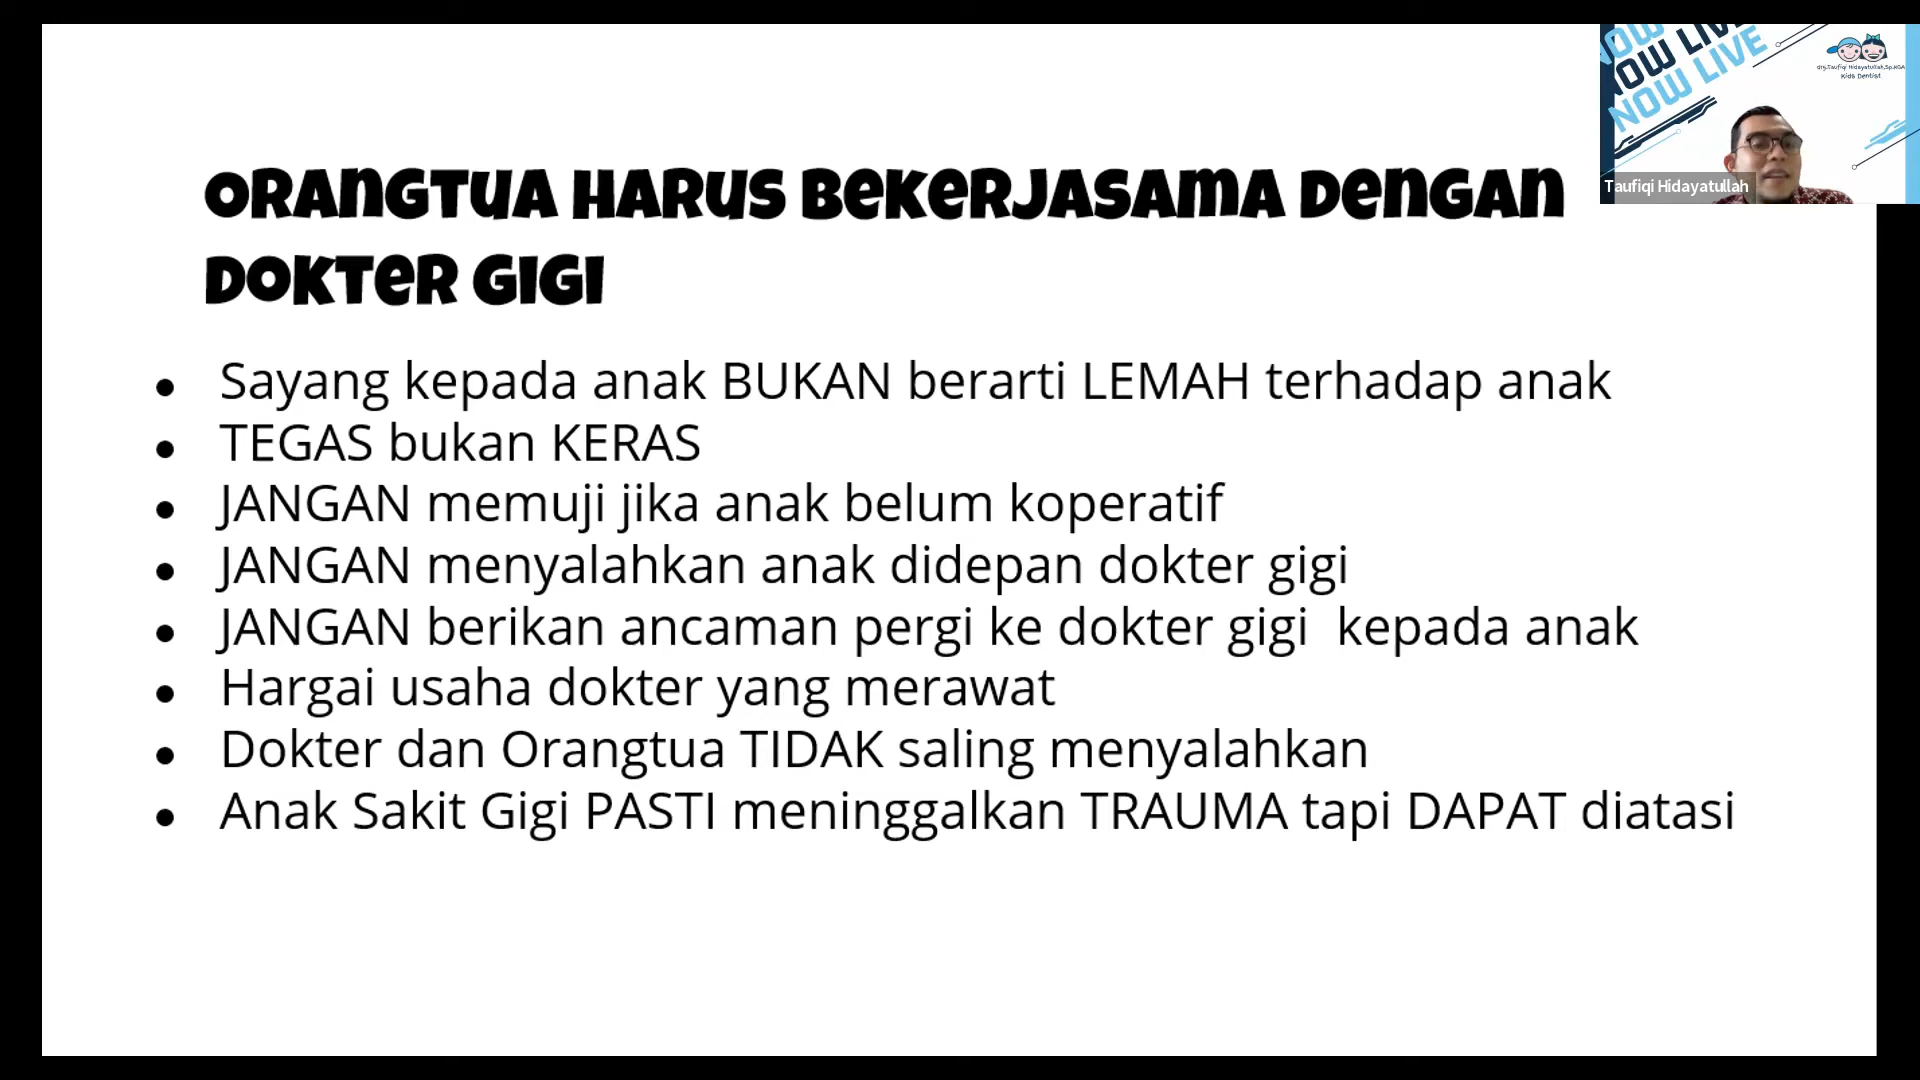 NOW LIVE
NOW LIVE
NOW LIVE
drg.Taufiqi Hidayatullah,Sp.KGA
Kids Dentist
Taufiqi Hidayatullah
ORANGTUA HARUS BEKERJASAMA DENGAN
DOKTER GIGI
● Sayang kepada anak BUKAN berarti LEMAH terhadap anak
● TEGAS bukan KERAS
● JANGAN memuji jika anak belum koperatif
● JANGAN menyalahkan anak didepan dokter gigi
● JANGAN berikan ancaman pergi ke dokter gigi  kepada anak
● Hargai usaha dokter yang merawat
● Dokter dan Orangtua TIDAK saling menyalahkan
● Anak Sakit Gigi PASTI meninggalkan TRAUMA tapi DAPAT diatasi